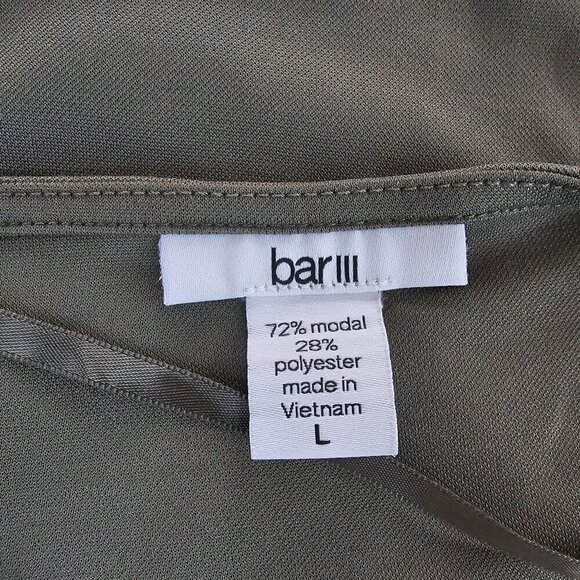 bar III
72% modal
28%
polyester
made in
Vietnam
L